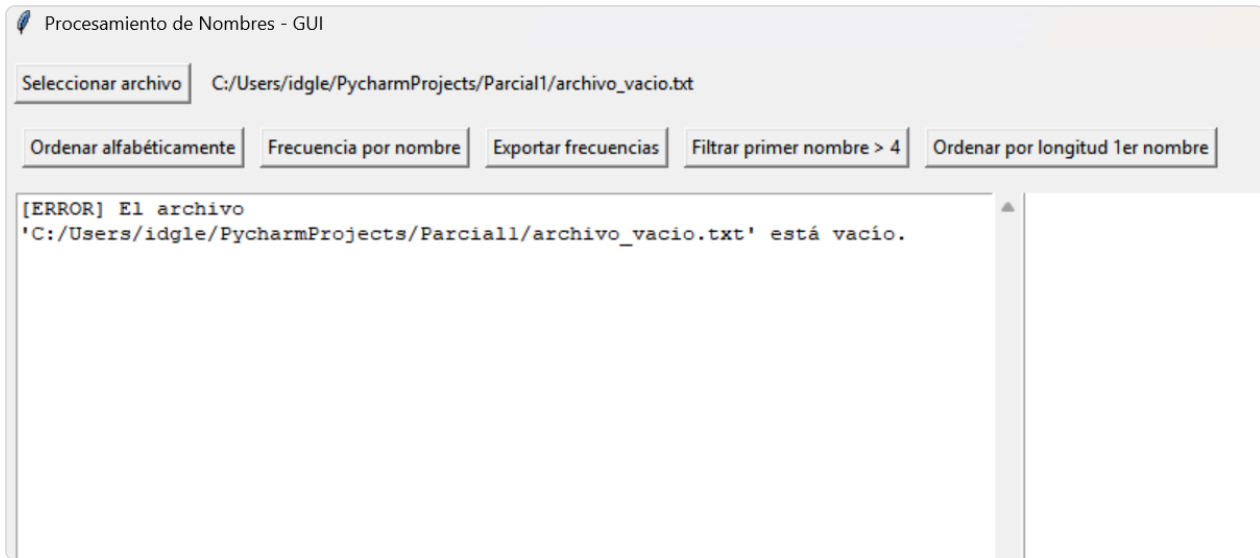 Procesamiento de Nombres - GUI
Seleccionar archivo C:/Users/idgle/PycharmProjects/Parcial1/archivo_vacio.txt
Ordenar alfabéticamente Frecuencia por nombre Exportar frecuencias Filtrar primer nombre > 4 Ordenar por longitud 1er nombre
[ERROR] El archivo
'C:/Users/idgle/PycharmProjects/Parcial1/archivo_vacio.txt' está vacío.